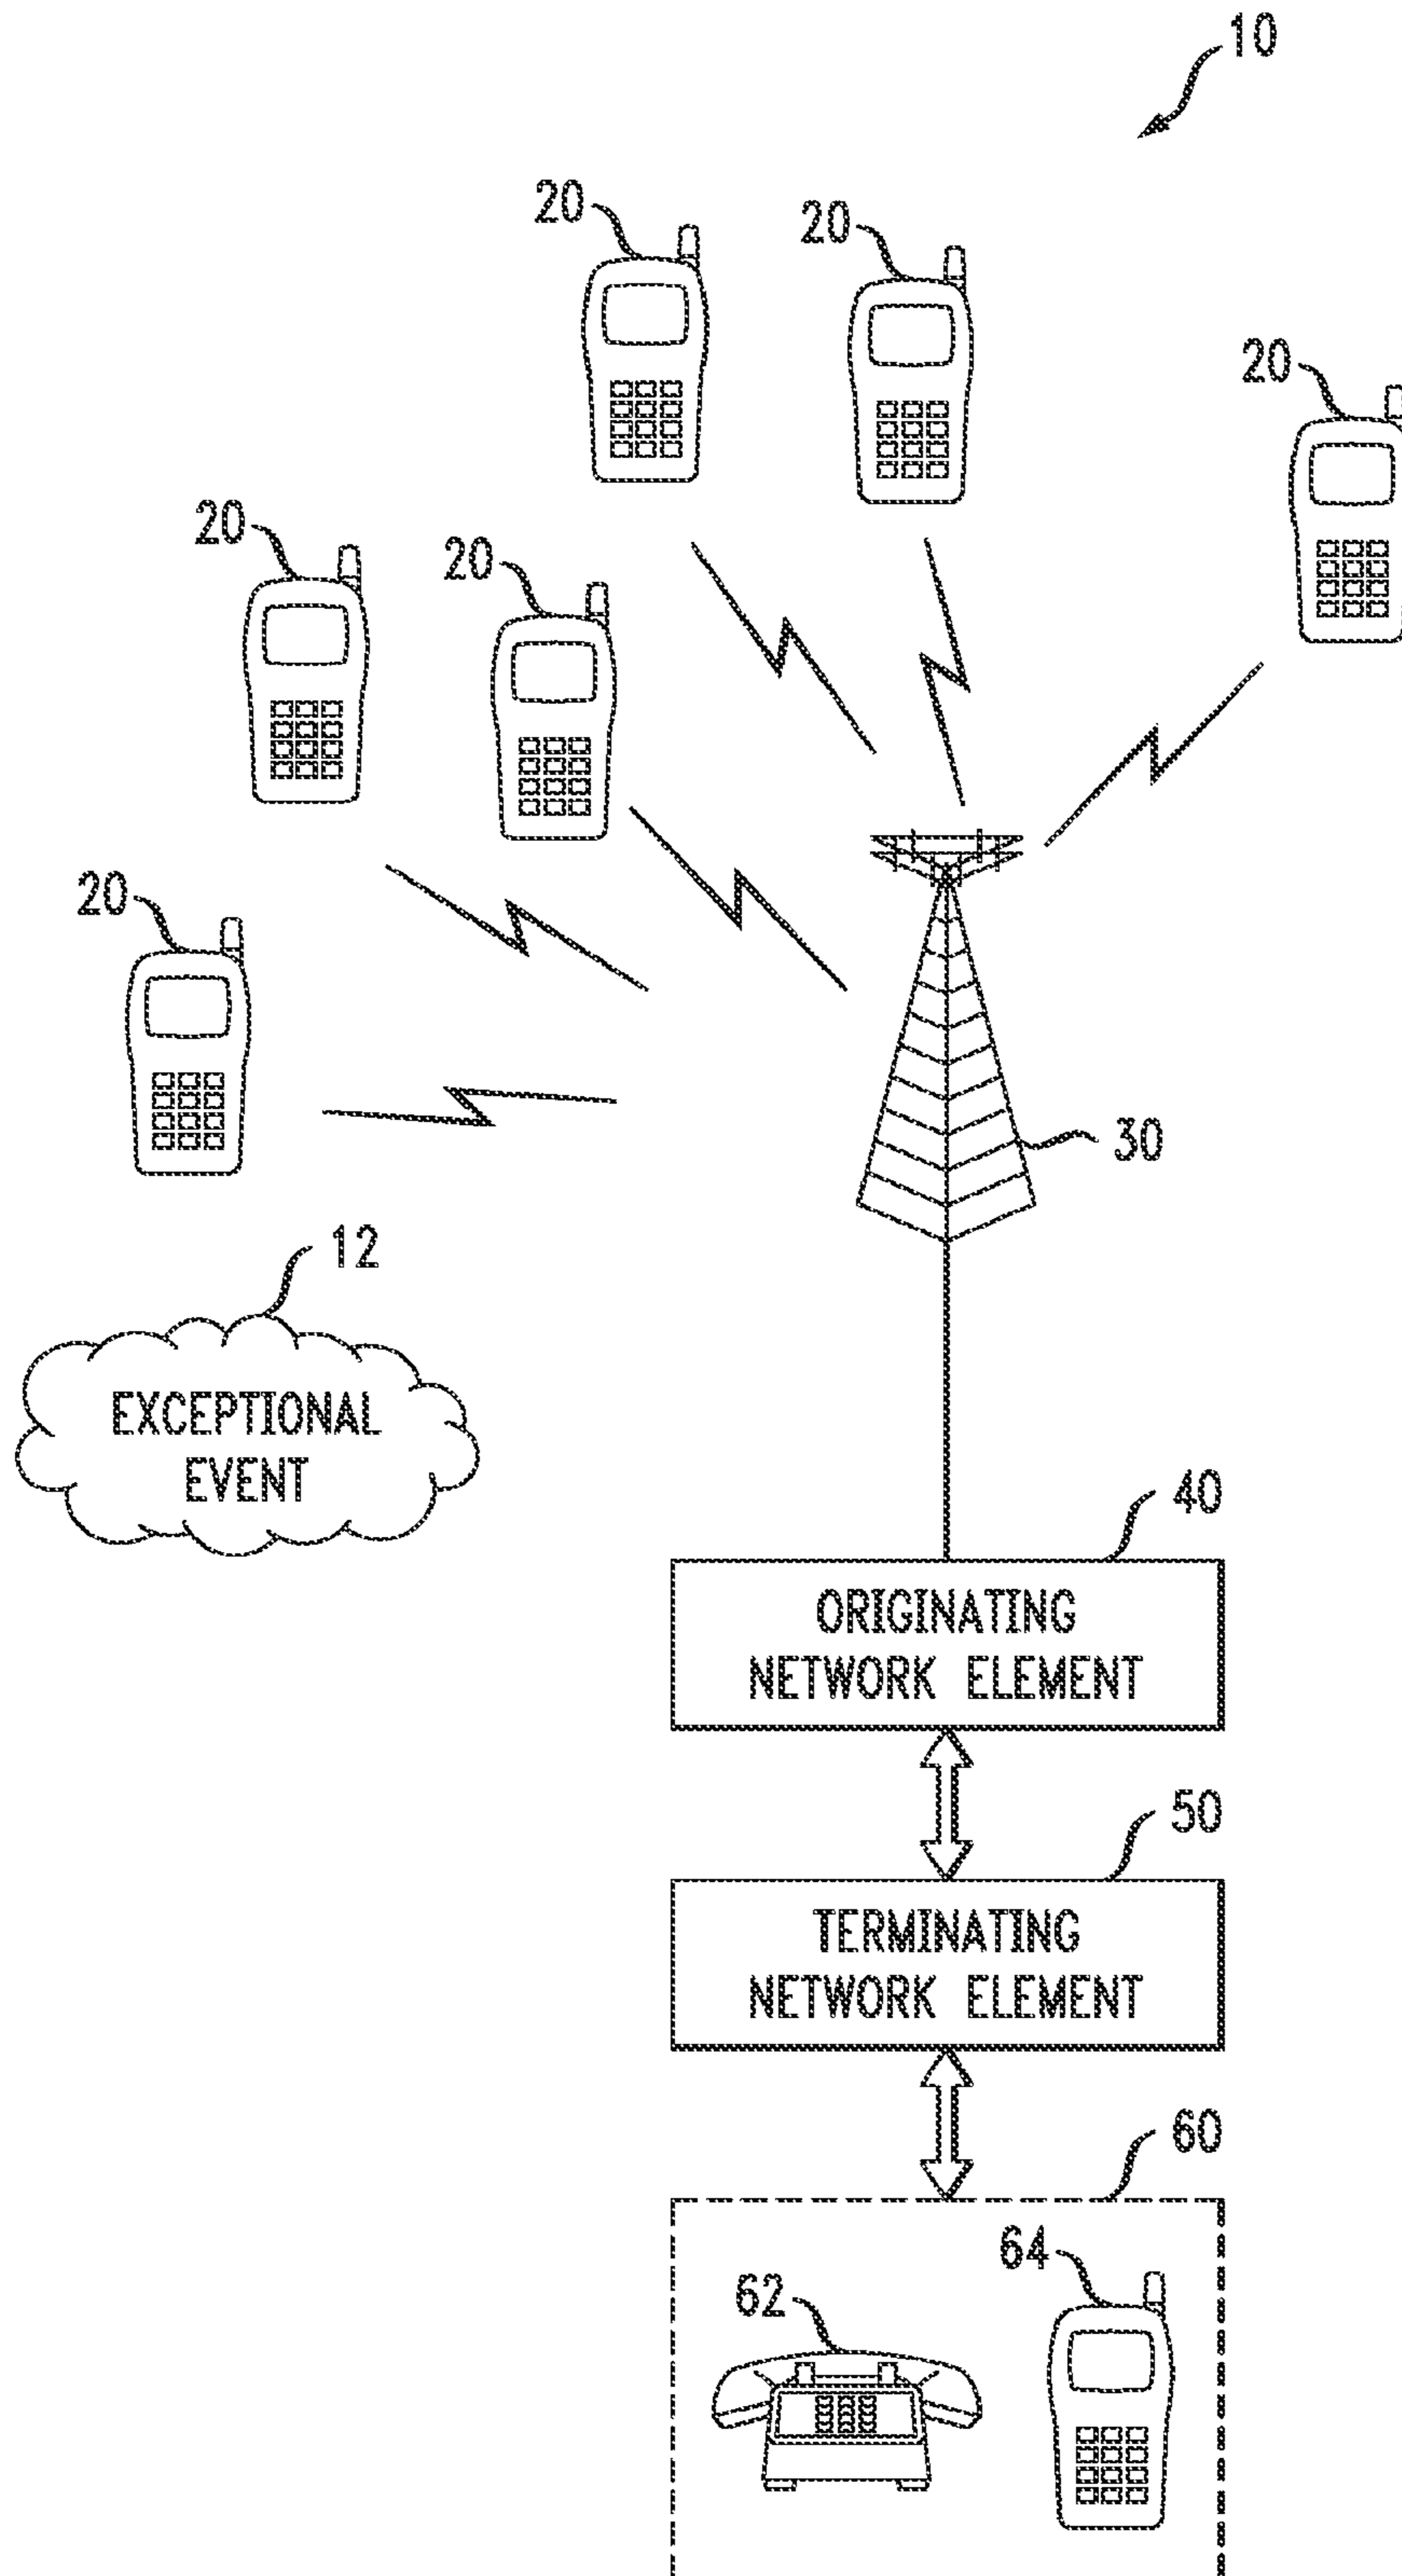 10
20
20
20
20
20
20
30
12
EXCEPTIONAL
EVENT
40
ORIGINATING
NETWORK ELEMENT
50
TERMINATING
NETWORK ELEMENT
60
64
62